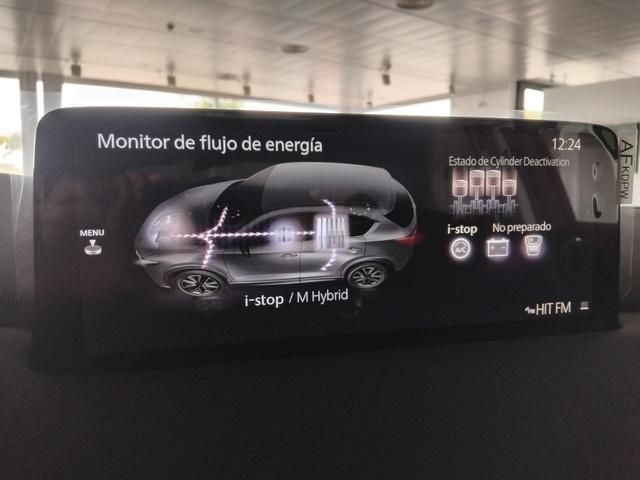 Monitor de flujo de energía
12:24
Estado de Cylinder Deactivation
MENU
i-stop No preparado
A/C
i-stop / M Hybrid
FM HIT FM